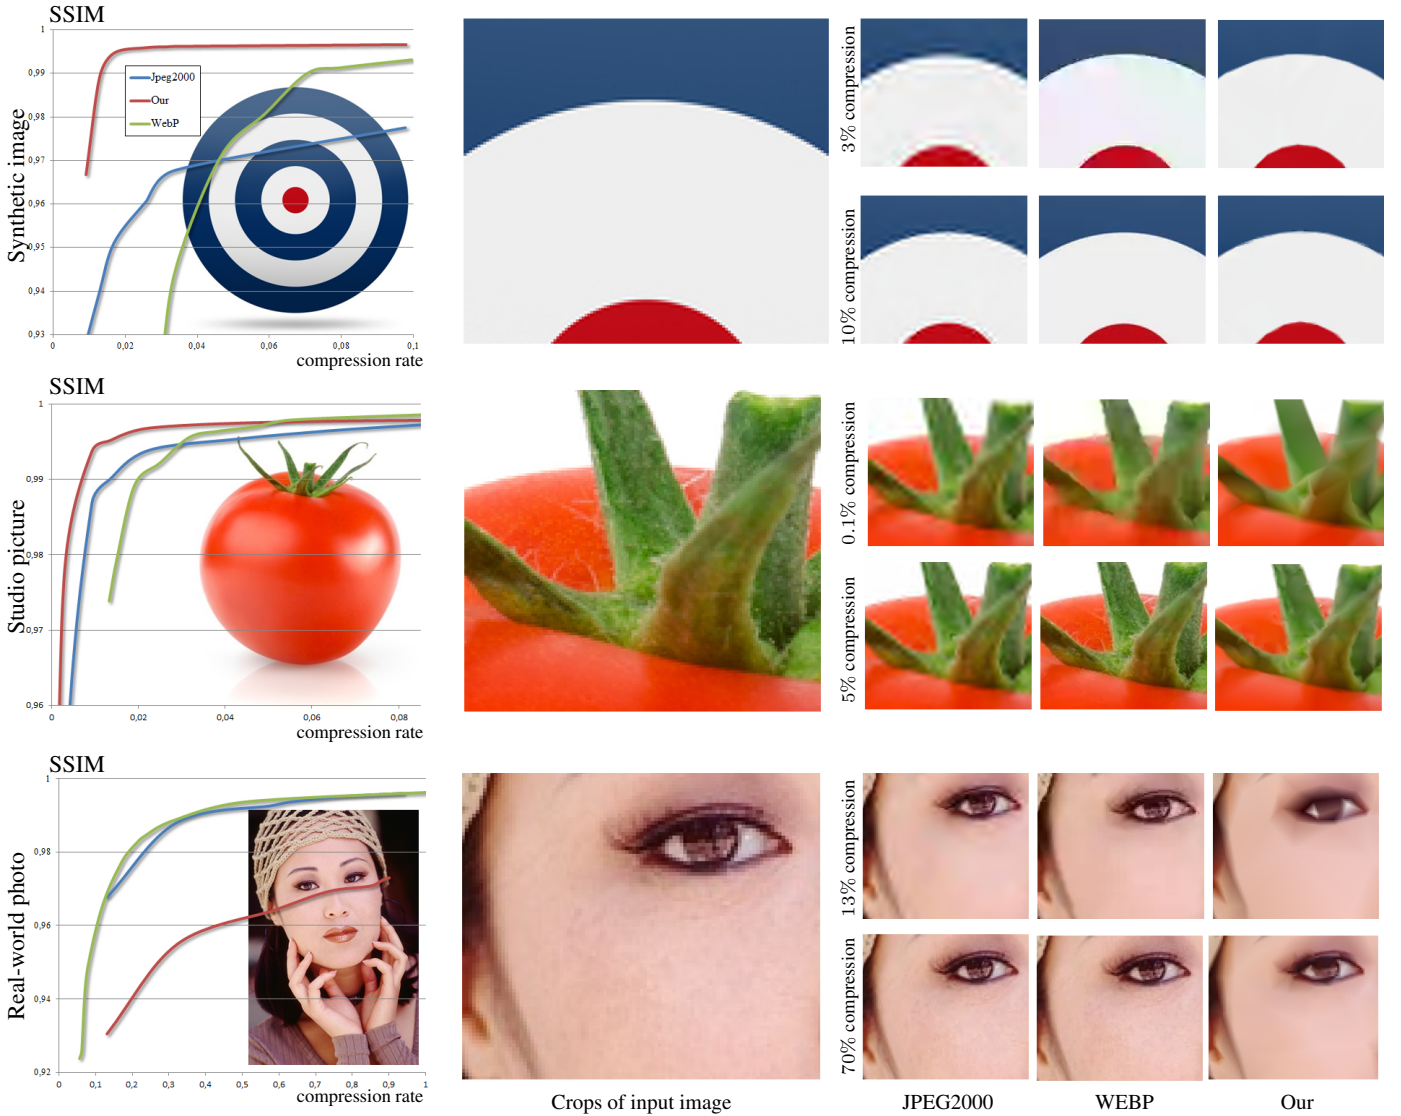 SSIM
1
0,99
0,98
0,97
0,96
0,95
0,94
0,93
0
0,02
0,04
0,06
0,08
0,1
compression rate
Synthetic image
Jpeg2000
Our
WebP
3% compression
10% compression
SSIM
1
0,99
0,98
0,97
0,96
0
0,02
0,04
0,06
0,08
compression rate
Studio picture
0.1% compression
5% compression
SSIM
1
0,98
0,96
0,94
0,92
0
0,1
0,2
0,3
0,4
0,5
0,6
0,7
0,8
0,9
1
compression rate
Real-world photo
13% compression
70% compression
Crops of input image
JPEG2000
WEBP
Our